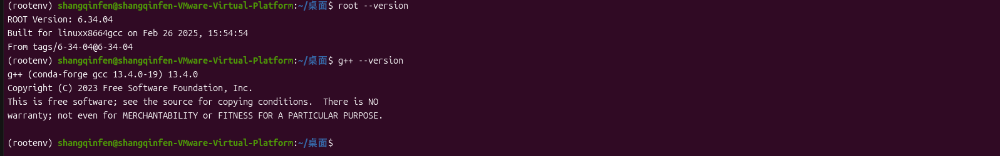 (rootenv) shangqinfen@shangqinfen-VMware-Virtual-Platform:~/桌面$ root --version
ROOT Version: 6.34.04
Built for linuxx8664gcc on Feb 26 2025, 15:54:54
From tags/6-34-04@6-34-04
(rootenv) shangqinfen@shangqinfen-VMware-Virtual-Platform:~/桌面$ g++ --version
g++ (conda-forge gcc 13.4.0-19) 13.4.0
Copyright (C) 2023 Free Software Foundation, Inc.
This is free software; see the source for copying conditions.  There is NO
warranty; not even for MERCHANTABILITY or FITNESS FOR A PARTICULAR PURPOSE.
(rootenv) shangqinfen@shangqinfen-VMware-Virtual-Platform:~/桌面$